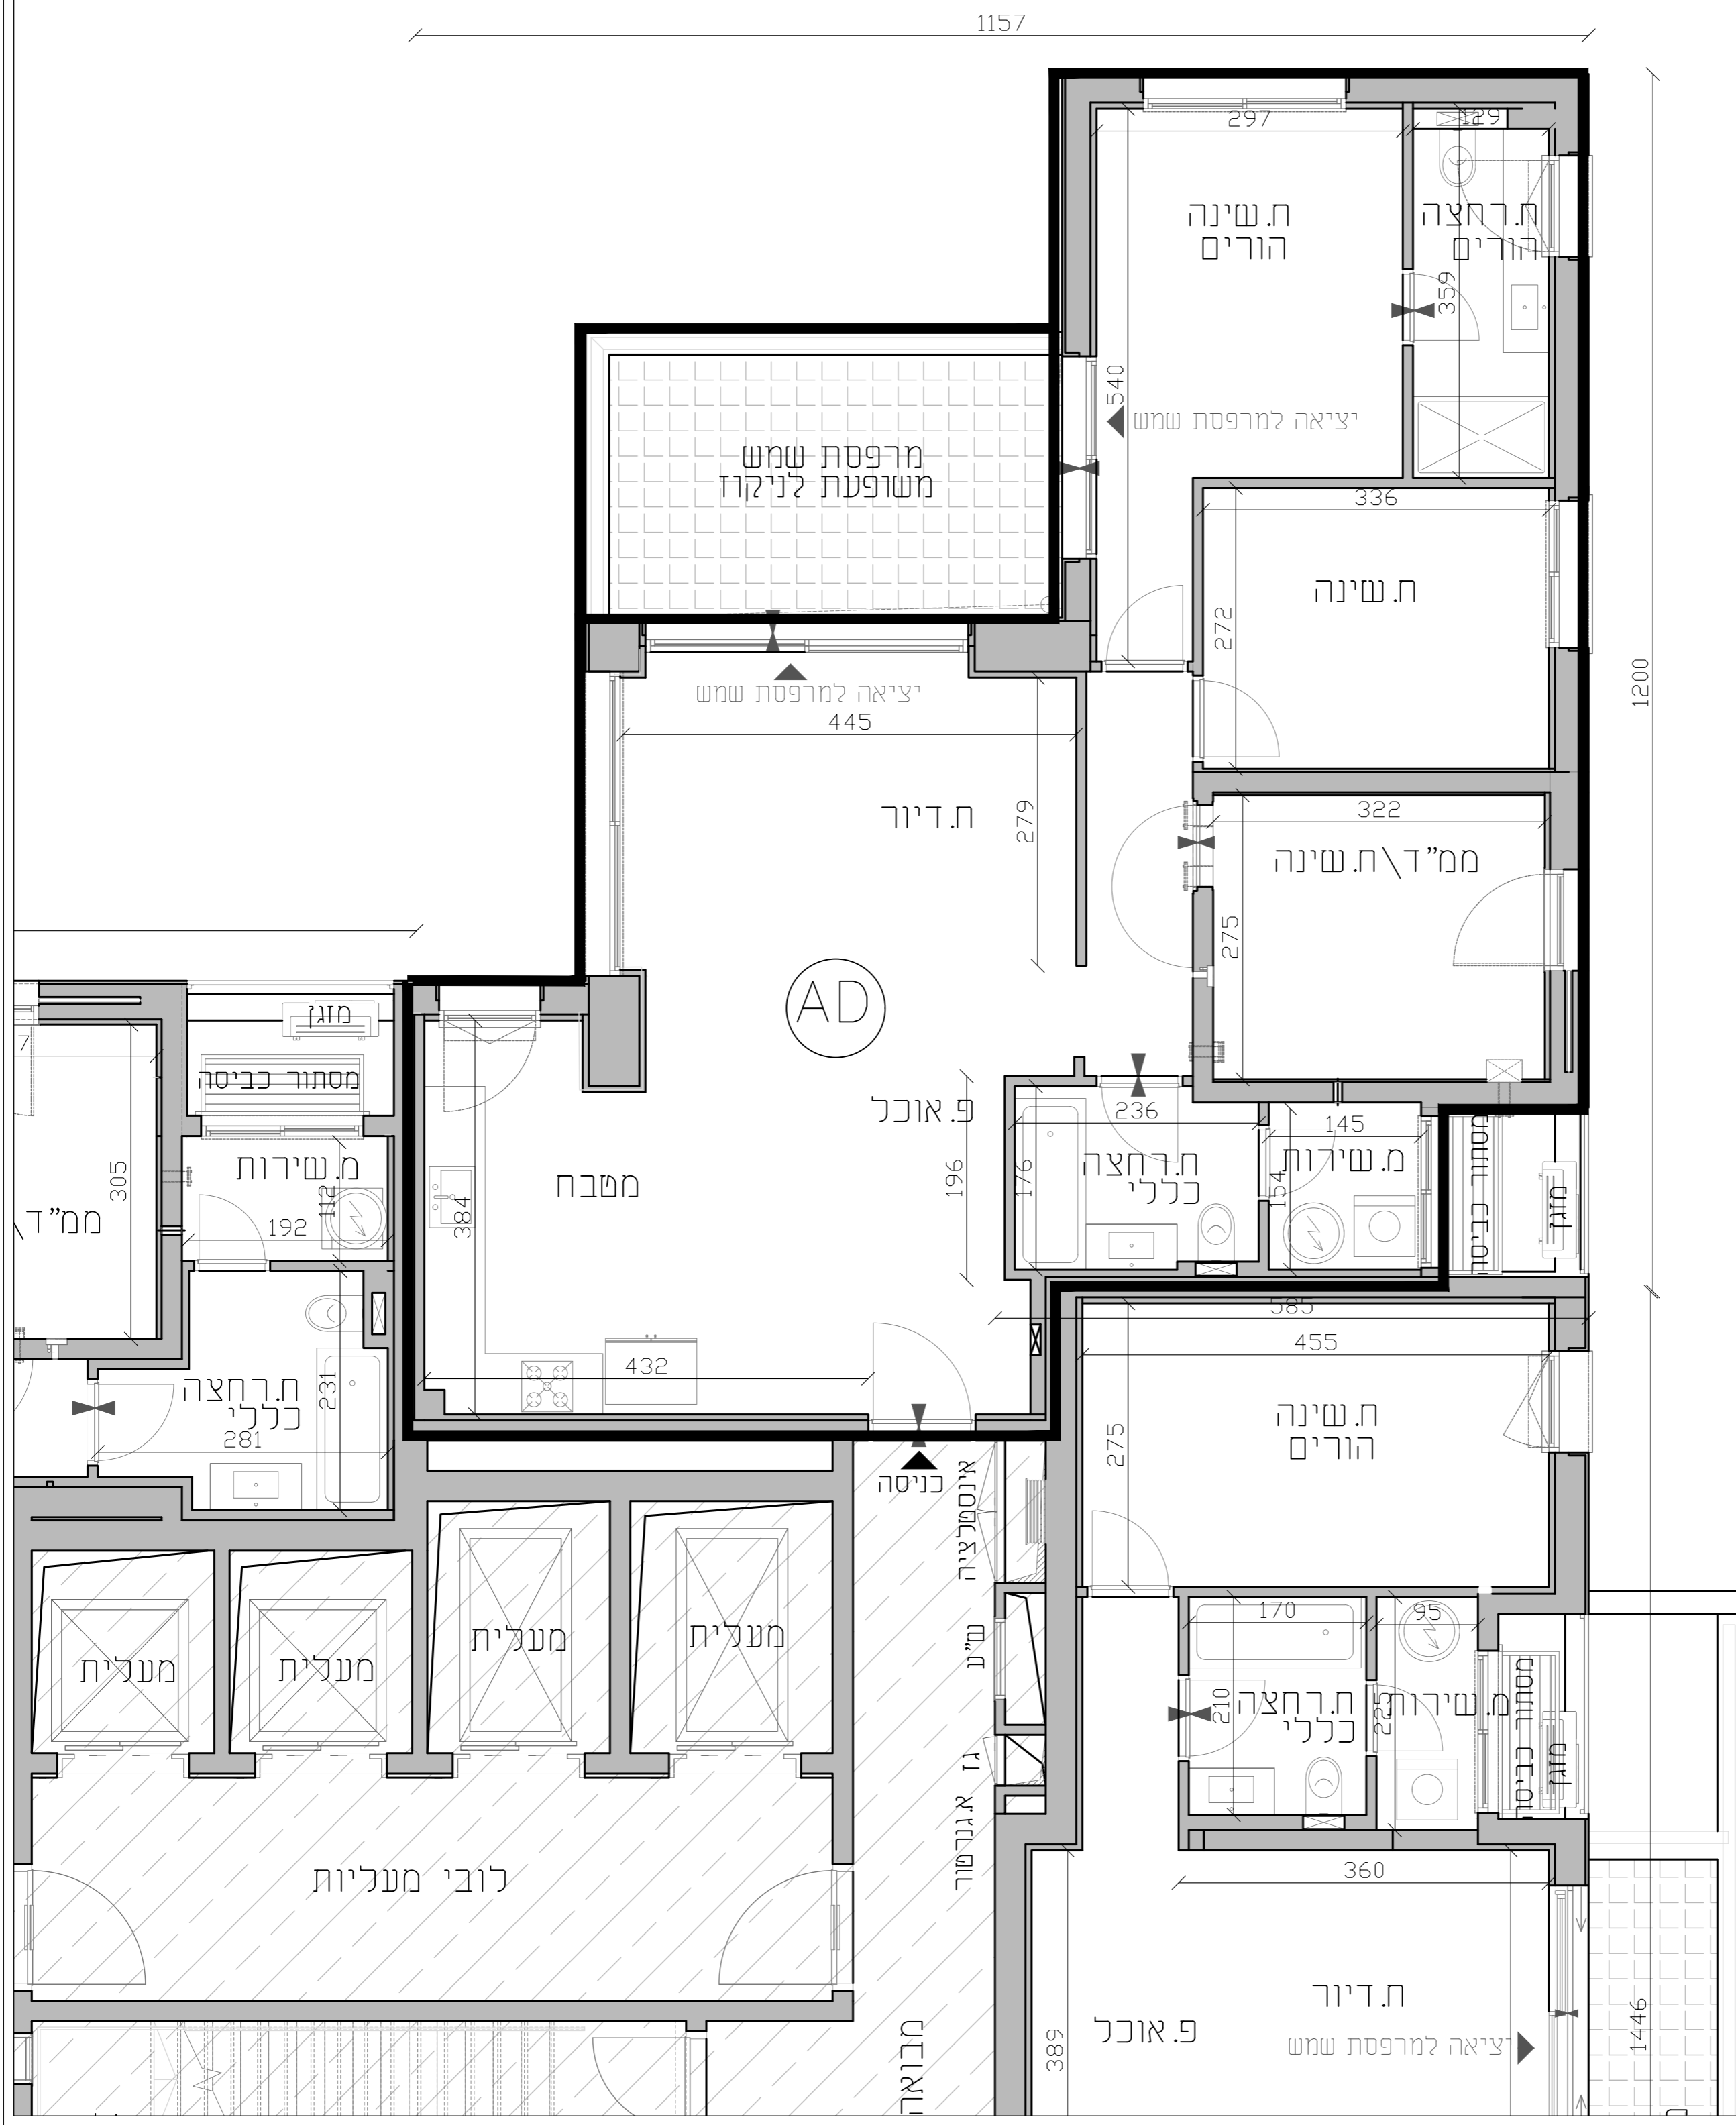 1157
297
129
ח.שינה
הורים
ח.רחצה
הורים
359
540
יציאה למרפסת שמש
מרפסת שמש
משופעת לניקוז
336
ח.שינה
272
1200
יציאה למרפסת שמש
445
ח.דיור
279
322
ממ"ד\ח.שינה
275
AD
מזגן
מסתור כביסה
7
305
ממ"ד\
מ.שירות
112
192
פ.אוכל
מטבח
384
196
236
176
ח.רחצה
כללי
145
מ.שירות
154
מסתור כביסה
מזגן
ח.רחצה
כללי
231
281
432
585
455
ח.שינה
הורים
275
כניסה
אינסטלציה
ש"ע
גז
א.גנרטור
מעלית
מעלית
מעלית
מעלית
170
95
210
ח.רחצה
כללי
225
מ.שירות
מסתור כביסה
מזגן
לובי מעליות
360
ח.דיור
פ.אוכל
יציאה למרפסת שמש
389
1446
מבואה